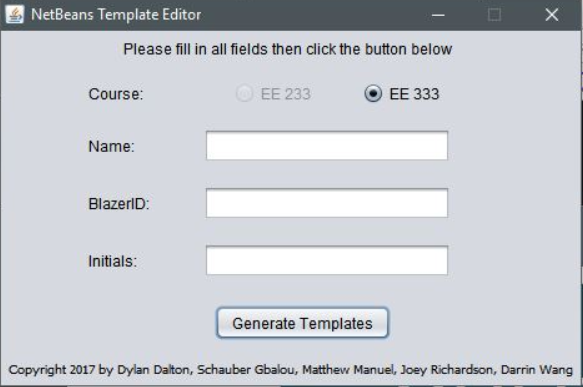 NetBeans Template Editor
Please fill in all fields then click the button below
Course: EE 233 EE 333
Name:
BlazerID:
Initials:
Generate Templates
Copyright 2017 by Dylan Dalton, Schauber Gbalou, Matthew Manuel, Joey Richardson, Darrin Wang